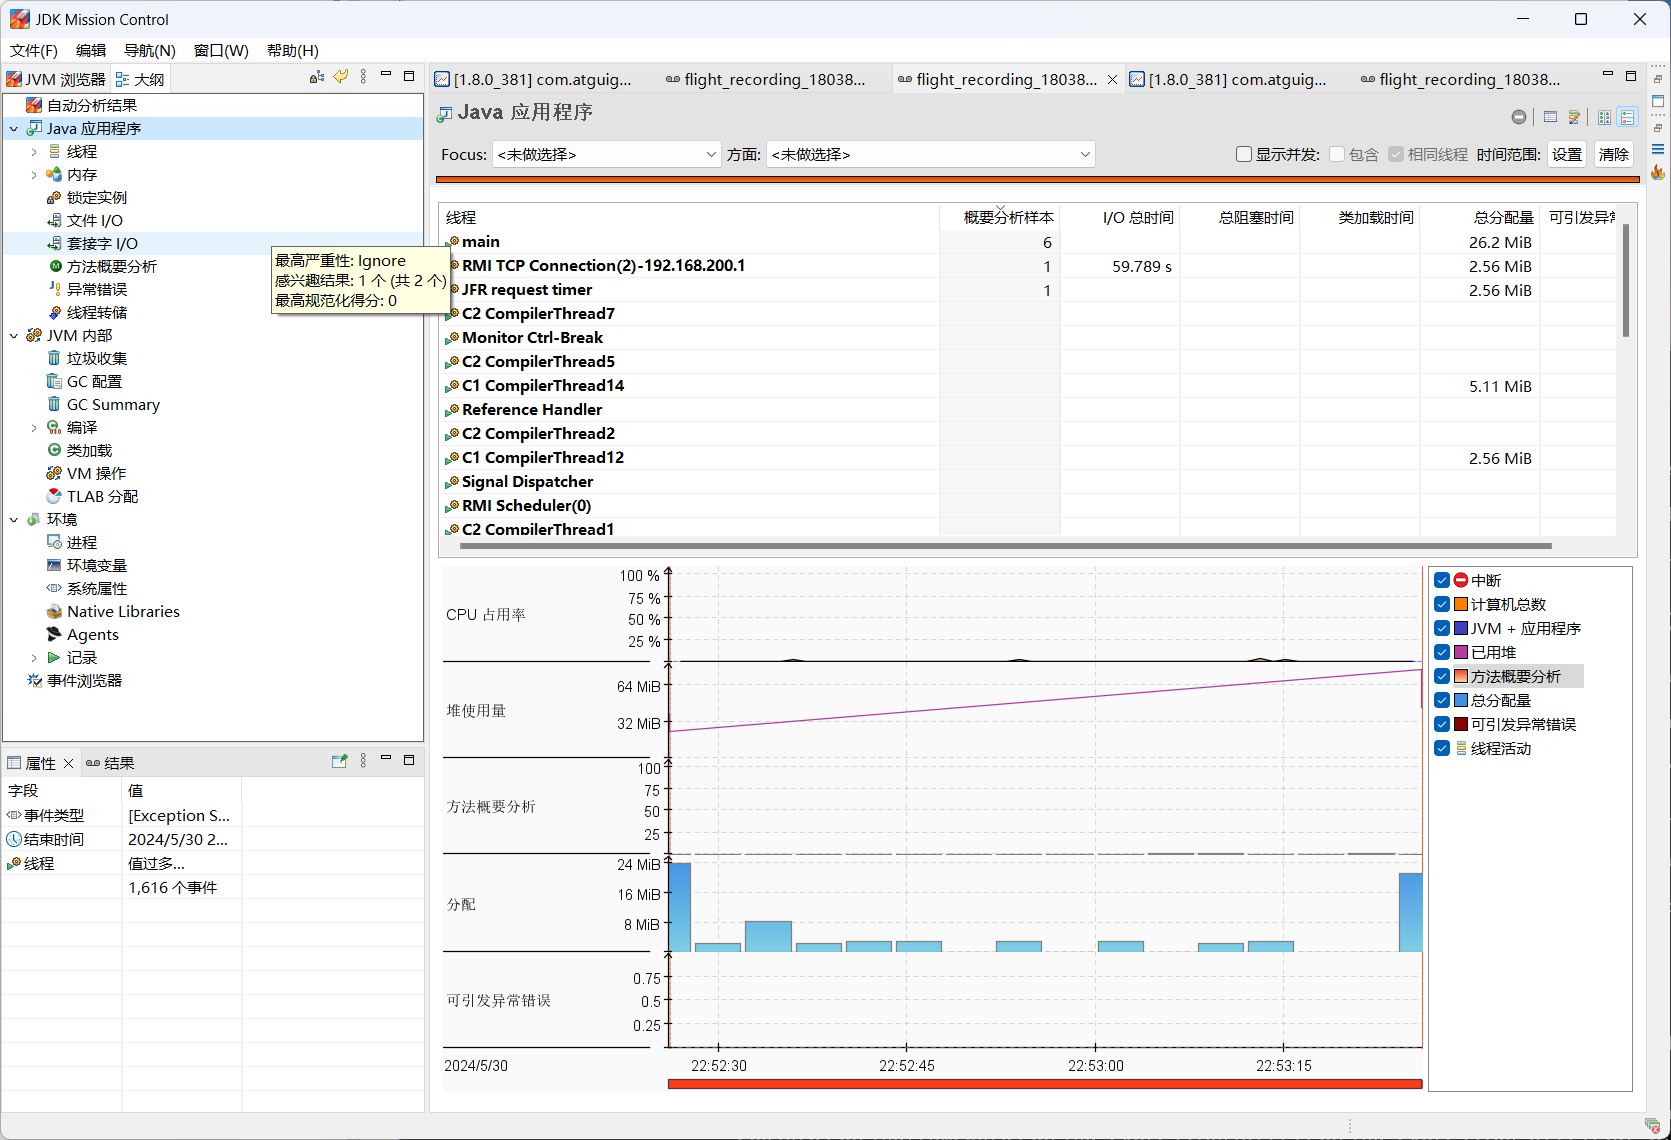 JDK Mission Control
文件(F) 编辑 导航(N) 窗口(W) 帮助(H)
JVM 浏览器 大纲
自动分析结果
Java 应用程序
线程
内存
锁定实例
文件 I/O
套接字 I/O
方法概要分析
异常错误
线程转储
JVM 内部
垃圾收集
GC 配置
GC Summary
编译
类加载
VM 操作
TLAB 分配
环境
进程
环境变量
系统属性
Native Libraries
Agents
记录
事件浏览器
最高严重性: Ignore
感兴趣结果: 1 个 (共 2 个)
最高规范化得分: 0
属性 结果
字段 值
事件类型 [Exception S...
结束时间 2024/5/30 2...
线程 值过多...
1,616 个事件
[1.8.0_381] com.atguig... flight_recording_18038... flight_recording_18038... [1.8.0_381] com.atguig... flight_recording_18038...
Java 应用程序
Focus: <未做选择> 方面: <未做选择> 显示并发: 包含 相同线程 时间范围: 设置 清除
线程 概要分析样本 I/O 总时间 总阻塞时间 类加载时间 总分配量 可引发异常
main 6 26.2 MiB
RMI TCP Connection(2)-192.168.200.1 1 59.789 s 2.56 MiB
JFR request timer 1 2.56 MiB
C2 CompilerThread7
Monitor Ctrl-Break
C2 CompilerThread5
C1 CompilerThread14 5.11 MiB
Reference Handler
C2 CompilerThread2
C1 CompilerThread12 2.56 MiB
Signal Dispatcher
RMI Scheduler(0)
C2 CompilerThread1
CPU 占用率
100 %
75 %
50 %
25 %
堆使用量
64 MiB
32 MiB
方法概要分析
100
75
50
25
分配
24 MiB
16 MiB
8 MiB
可引发异常错误
0.75
0.5
0.25
2024/5/30 22:52:30 22:52:45 22:53:00 22:53:15
中断
计算机总数
JVM + 应用程序
已用堆
方法概要分析
总分配量
可引发异常错误
线程活动